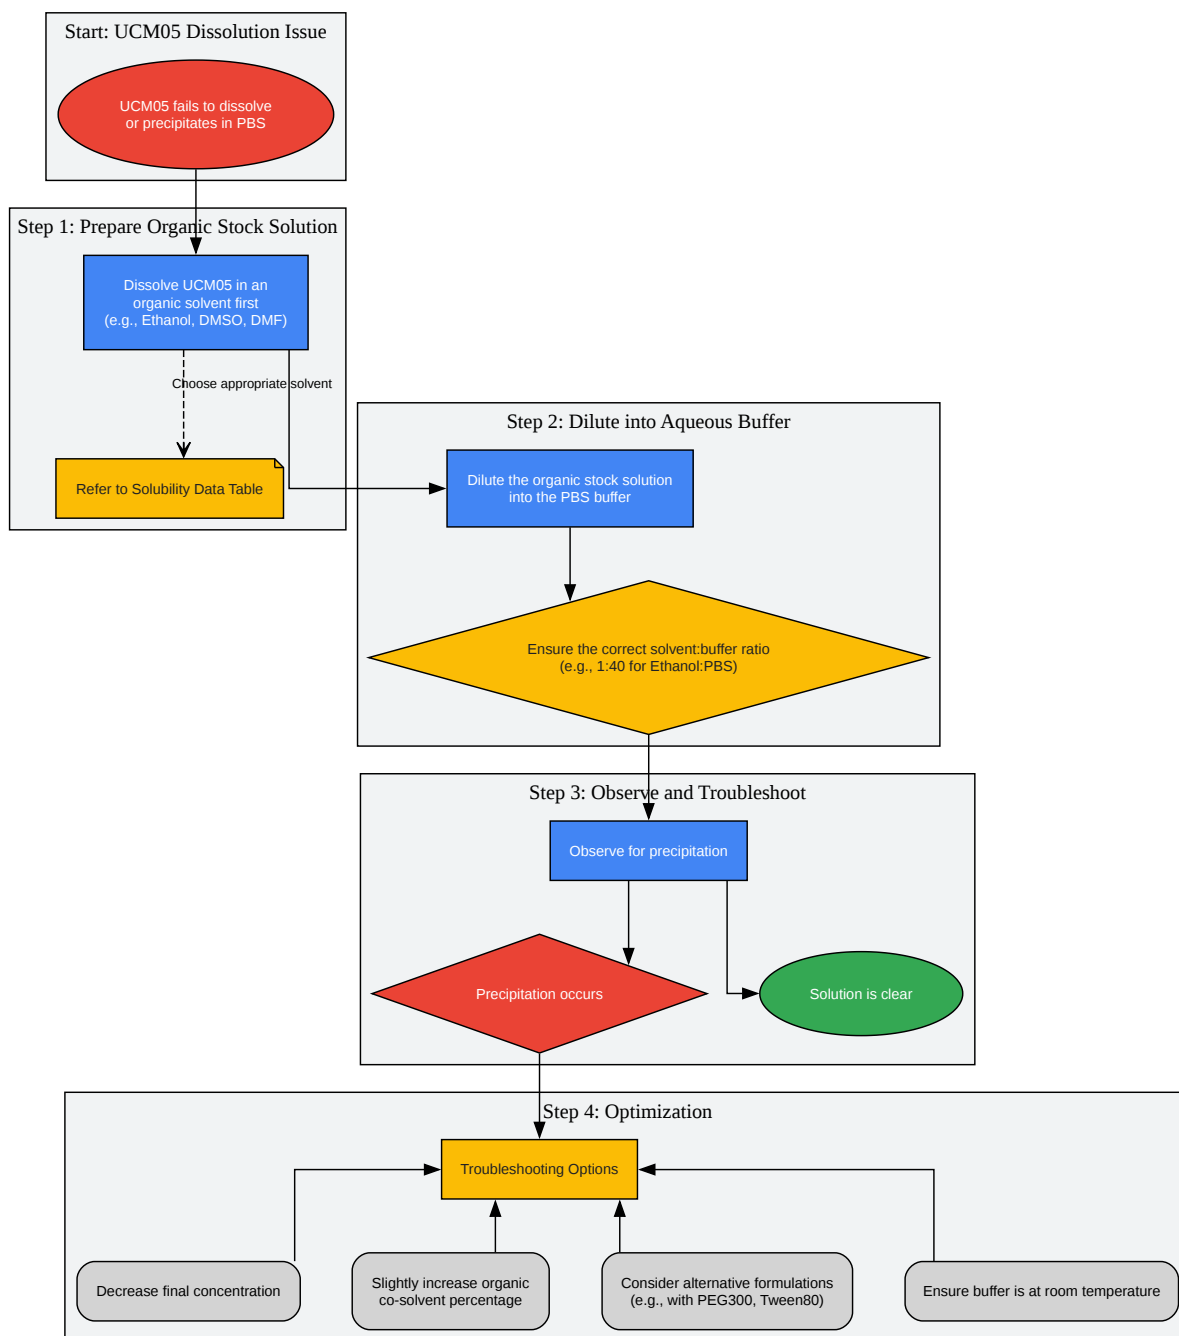 Start: UCM05 Dissolution Issue
UCM05 fails to dissolve
or precipitates in PBS
Step 1: Prepare Organic Stock Solution
Dissolve UCM05 in an
organic solvent first
(e.g., Ethanol, DMSO, DMF)
Choose appropriate solvent
Refer to Solubility Data Table
Step 2: Dilute into Aqueous Buffer
Dilute the organic stock solution
into the PBS buffer
Ensure the correct solvent:buffer ratio
(e.g., 1:40 for Ethanol:PBS)
Step 3: Observe and Troubleshoot
Observe for precipitation
Precipitation occurs
Solution is clear
Step 4: Optimization
Troubleshooting Options
Decrease final concentration
Slightly increase organic
co-solvent percentage
Consider alternative formulations
(e.g., with PEG300, Tween80)
Ensure buffer is at room temperature